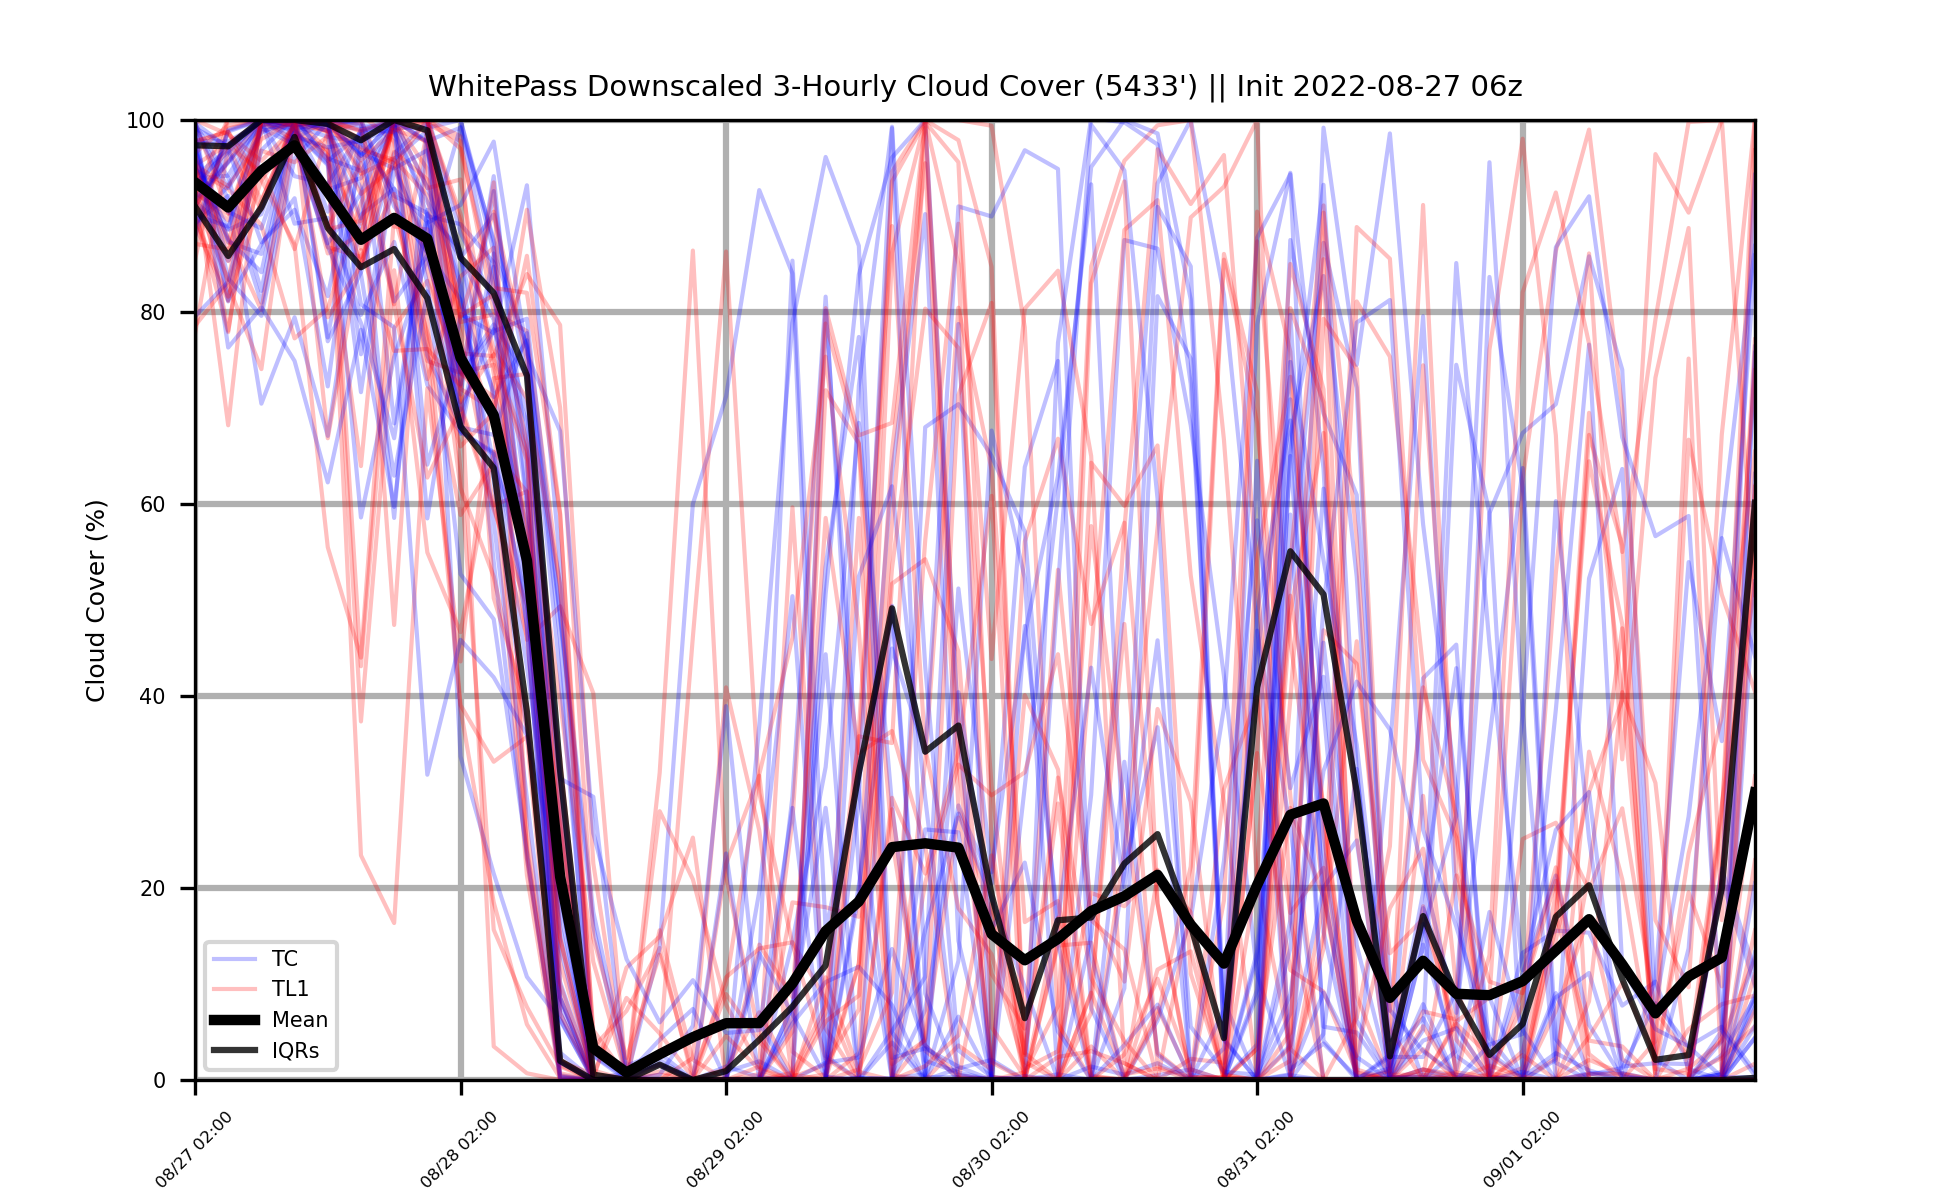 WhitePass Downscaled 3-Hourly Cloud Cover (5433') || Init 2022-08-27 06z
Cloud Cover (%)
100
80
60
40
20
0
TC
TL1
Mean
IQRs
08/27 02:00
08/28 02:00
08/29 02:00
08/30 02:00
08/31 02:00
09/01 02:00